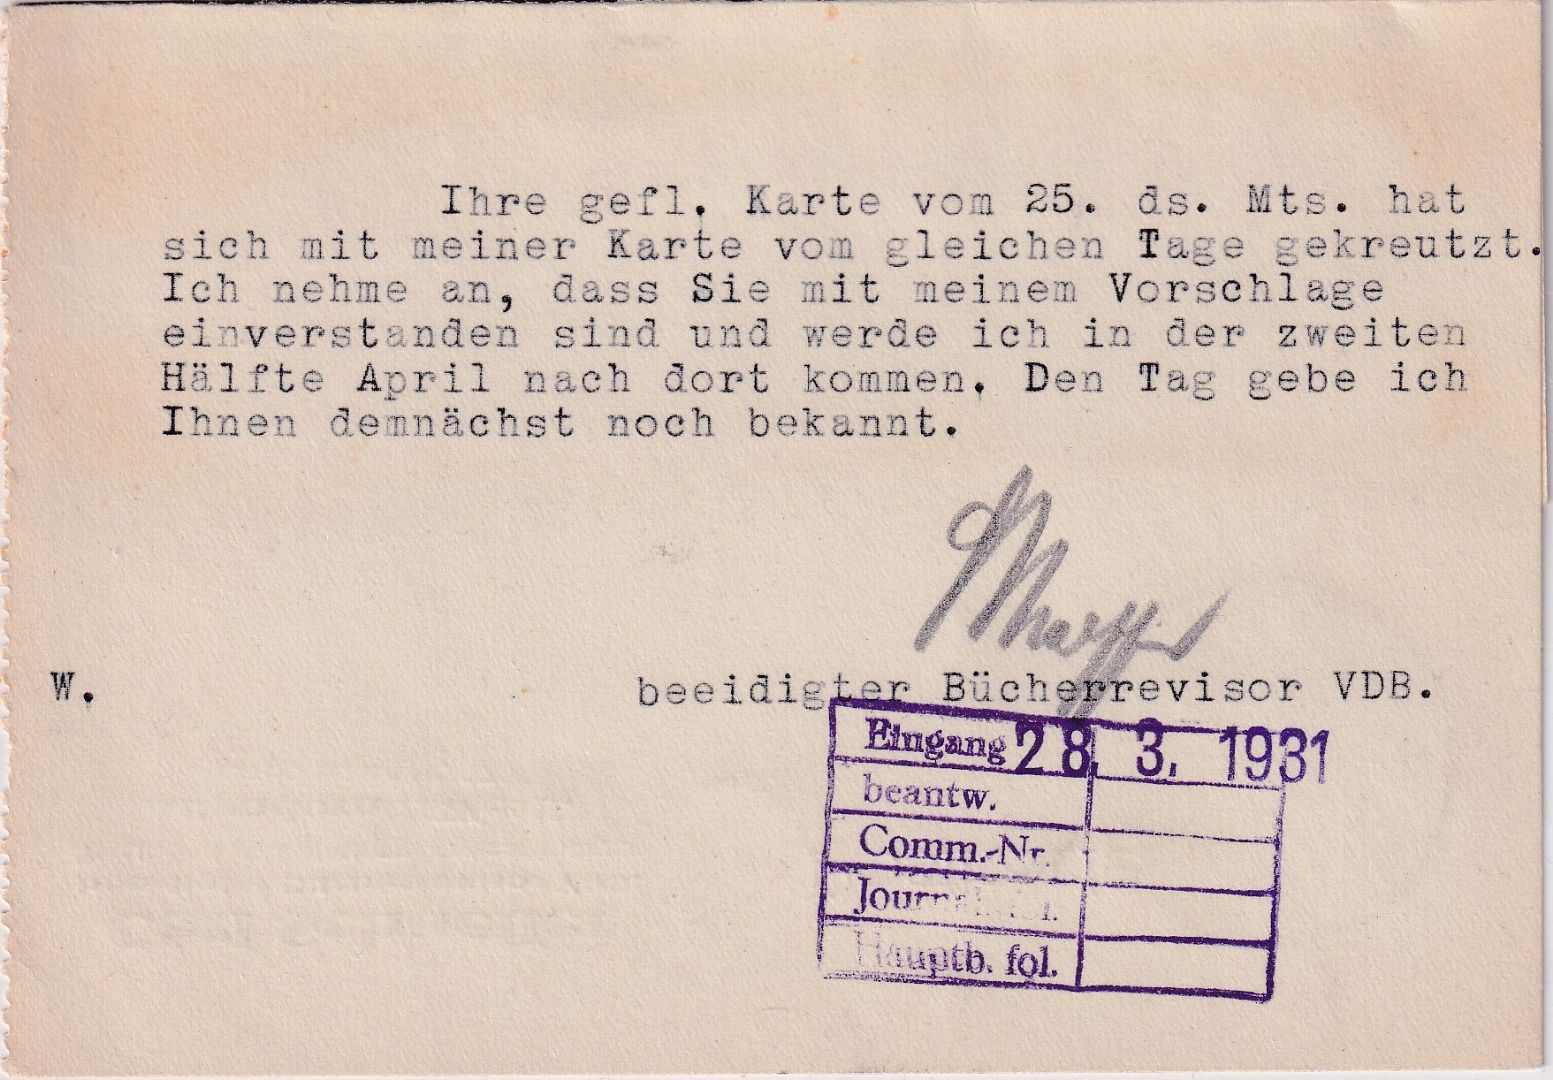 Ihre gefl. Karte vom 25. ds. Mts. hat
sich mit meiner Karte vom gleichen Tage gekreutzt.
Ich nehme an, dass Sie mit meinem Vorschlage
einverstanden sind und werde ich in der zweiten
Hälfte April nach dort kommen. Den Tag gebe ich
Ihnen demnächst noch bekannt.
W.
beeidigter Bücherrevisor VDB.
Eingang 28. 3. 1931
beantw.
Comm.-Nr.
Journal
Hauptb. fol.